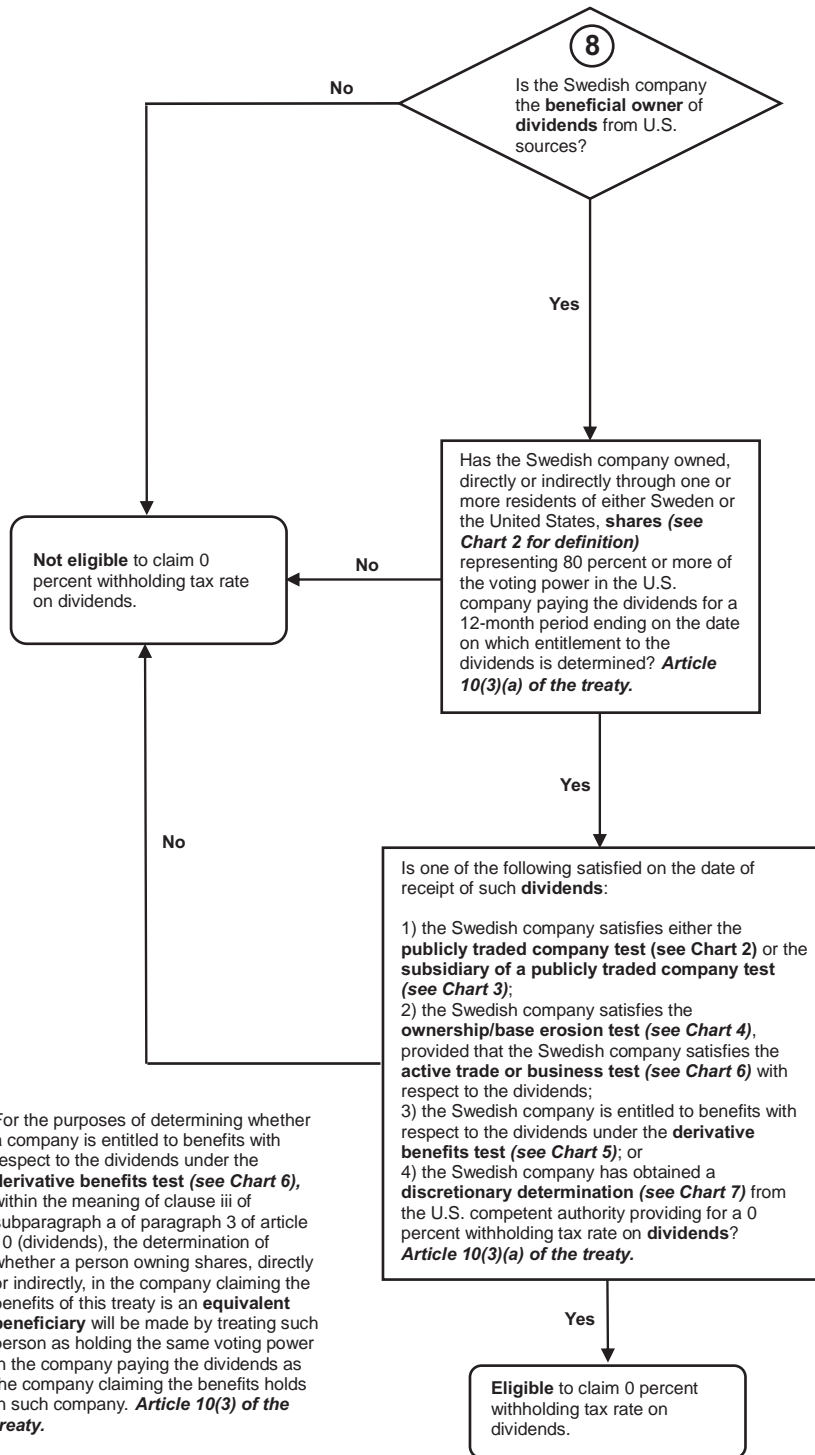 8
Is the Swedish company
the beneficial owner of
dividends from U.S.
sources?
No
Yes
Has the Swedish company owned,
directly or indirectly through one or
more residents of either Sweden or
the United States, shares (see
Chart 2 for definition)
representing 80 percent or more of
the voting power in the U.S.
company paying the dividends for a
12-month period ending on the date
on which entitlement to the
dividends is determined? Article
10(3)(a) of the treaty.
No
Not eligible to claim 0
percent withholding tax rate
on dividends.
Yes
No
Is one of the following satisfied on the date of
receipt of such dividends:
1) the Swedish company satisfies either the
publicly traded company test (see Chart 2) or the
subsidiary of a publicly traded company test
(see Chart 3);
2) the Swedish company satisfies the
ownership/base erosion test (see Chart 4),
provided that the Swedish company satisfies the
active trade or business test (see Chart 6) with
respect to the dividends;
3) the Swedish company is entitled to benefits with
respect to the dividends under the derivative
benefits test (see Chart 5); or
4) the Swedish company has obtained a
discretionary determination (see Chart 7) from
the U.S. competent authority providing for a 0
percent withholding tax rate on dividends?
Article 10(3)(a) of the treaty.
For the purposes of determining whether
a company is entitled to benefits with
respect to the dividends under the
derivative benefits test (see Chart 6),
within the meaning of clause iii of
subparagraph a of paragraph 3 of article
10 (dividends), the determination of
whether a person owning shares, directly
or indirectly, in the company claiming the
benefits of this treaty is an equivalent
beneficiary will be made by treating such
person as holding the same voting power
in the company paying the dividends as
the company claiming the benefits holds
in such company. Article 10(3) of the
treaty.
Yes
Eligible to claim 0 percent
withholding tax rate on
dividends.